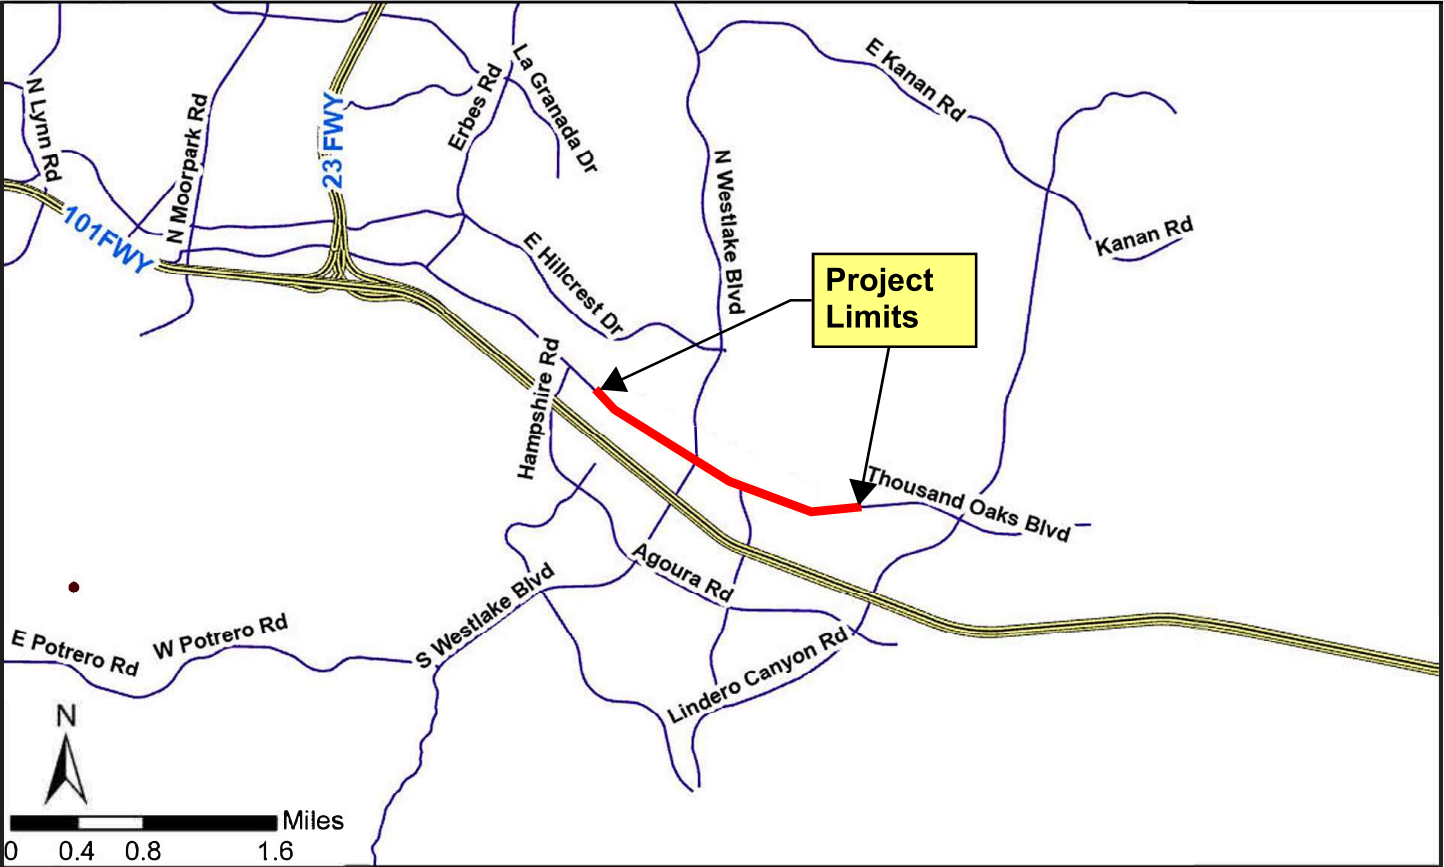 E Kanan Rd
La Granada Dr
Erbes Rd
N Lynn Rd
N Moorpark Rd
23 FWY
N Westlake Blvd
101FWY
Kanan Rd
E Hillcrest Dr
Project
Limits
Hampshire Rd
Thousand Oaks Blvd
Agoura Rd
S Westlake Blvd
E Potrero Rd
W Potrero Rd
Lindero Canyon Rd
N
Miles
0 0.4 0.8 1.6